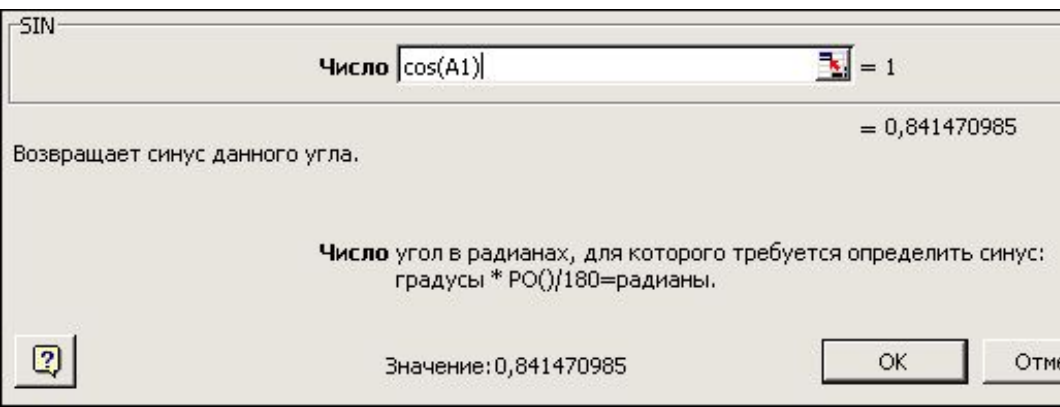 SIN
Число cos(A1) = 1
= 0,841470985
Возвращает синус данного угла.
Число угол в радианах, для которого требуется определить синус:
градусы * PO()/180=радианы.
? Значение:0,841470985 OK Отме